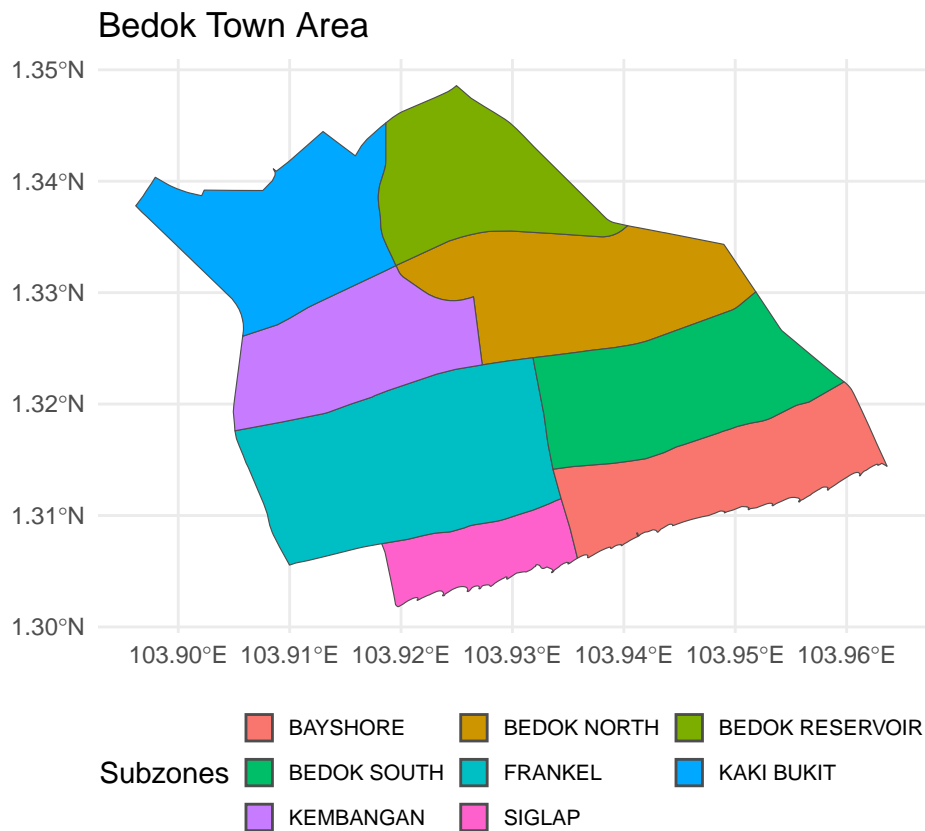 Bedok Town Area
1.35°N
1.34°N
1.33°N
1.32°N
1.31°N
1.30°N
103.90°E 103.91°E 103.92°E 103.93°E 103.94°E 103.95°E 103.96°E
Subzones
BAYSHORE BEDOK NORTH BEDOK RESERVOIR
BEDOK SOUTH FRANKEL KAKI BUKIT
KEMBANGAN SIGLAP